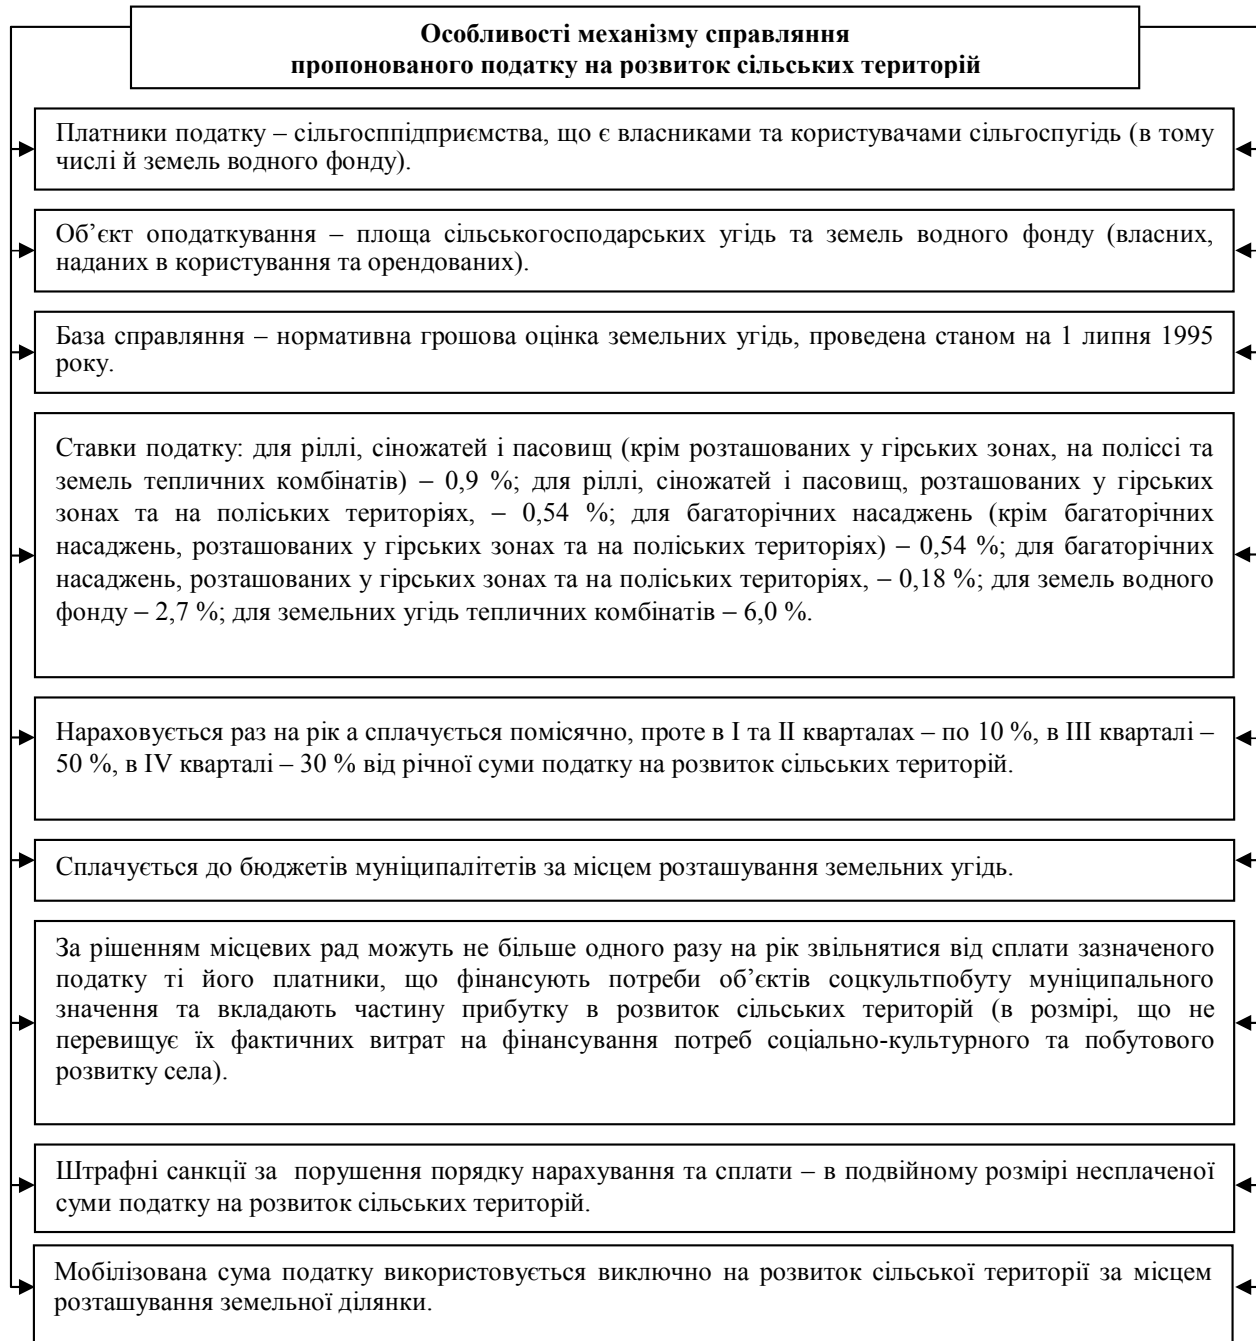 Особливості механізму справляння
пропонованого податку на розвиток сільських територій
Платники податку – сільгосппідприємства, що є власниками та користувачами сільгоспугідь (в тому
числі й земель водного фонду).
Об’єкт оподаткування – площа сільськогосподарських угідь та земель водного фонду (власних,
наданих в користування та орендованих).
База справляння – нормативна грошова оцінка земельних угідь, проведена станом на 1 липня 1995
року.
Ставки податку: для ріллі, сіножатей і пасовищ (крім розташованих у гірських зонах, на поліссі та
земель тепличних комбінатів) – 0,9 %; для ріллі, сіножатей і пасовищ, розташованих у гірських
зонах та на поліських територіях, – 0,54 %; для багаторічних насаджень (крім багаторічних
насаджень, розташованих у гірських зонах та на поліських територіях) – 0,54 %; для багаторічних
насаджень, розташованих у гірських зонах та на поліських територіях, – 0,18 %; для земель водного
фонду – 2,7 %; для земельних угідь тепличних комбінатів – 6,0 %.
Нараховується раз на рік а сплачується помісячно, проте в І та ІІ кварталах – по 10 %, в ІІІ кварталі –
50 %, в IV кварталі – 30 % від річної суми податку на розвиток сільських територій.
Сплачується до бюджетів муніципалітетів за місцем розташування земельних угідь.
За рішенням місцевих рад можуть не більше одного разу на рік звільнятися від сплати зазначеного
податку ті його платники, що фінансують потреби об’єктів соцкультпобуту муніципального
значення та вкладають частину прибутку в розвиток сільських територій (в розмірі, що не
перевищує їх фактичних витрат на фінансування потреб соціально-культурного та побутового
розвитку села).
Штрафні санкції за порушення порядку нарахування та сплати – в подвійному розмірі несплаченої
суми податку на розвиток сільських територій.
Мобілізована сума податку використовується виключно на розвиток сільської території за місцем
розташування земельної ділянки.